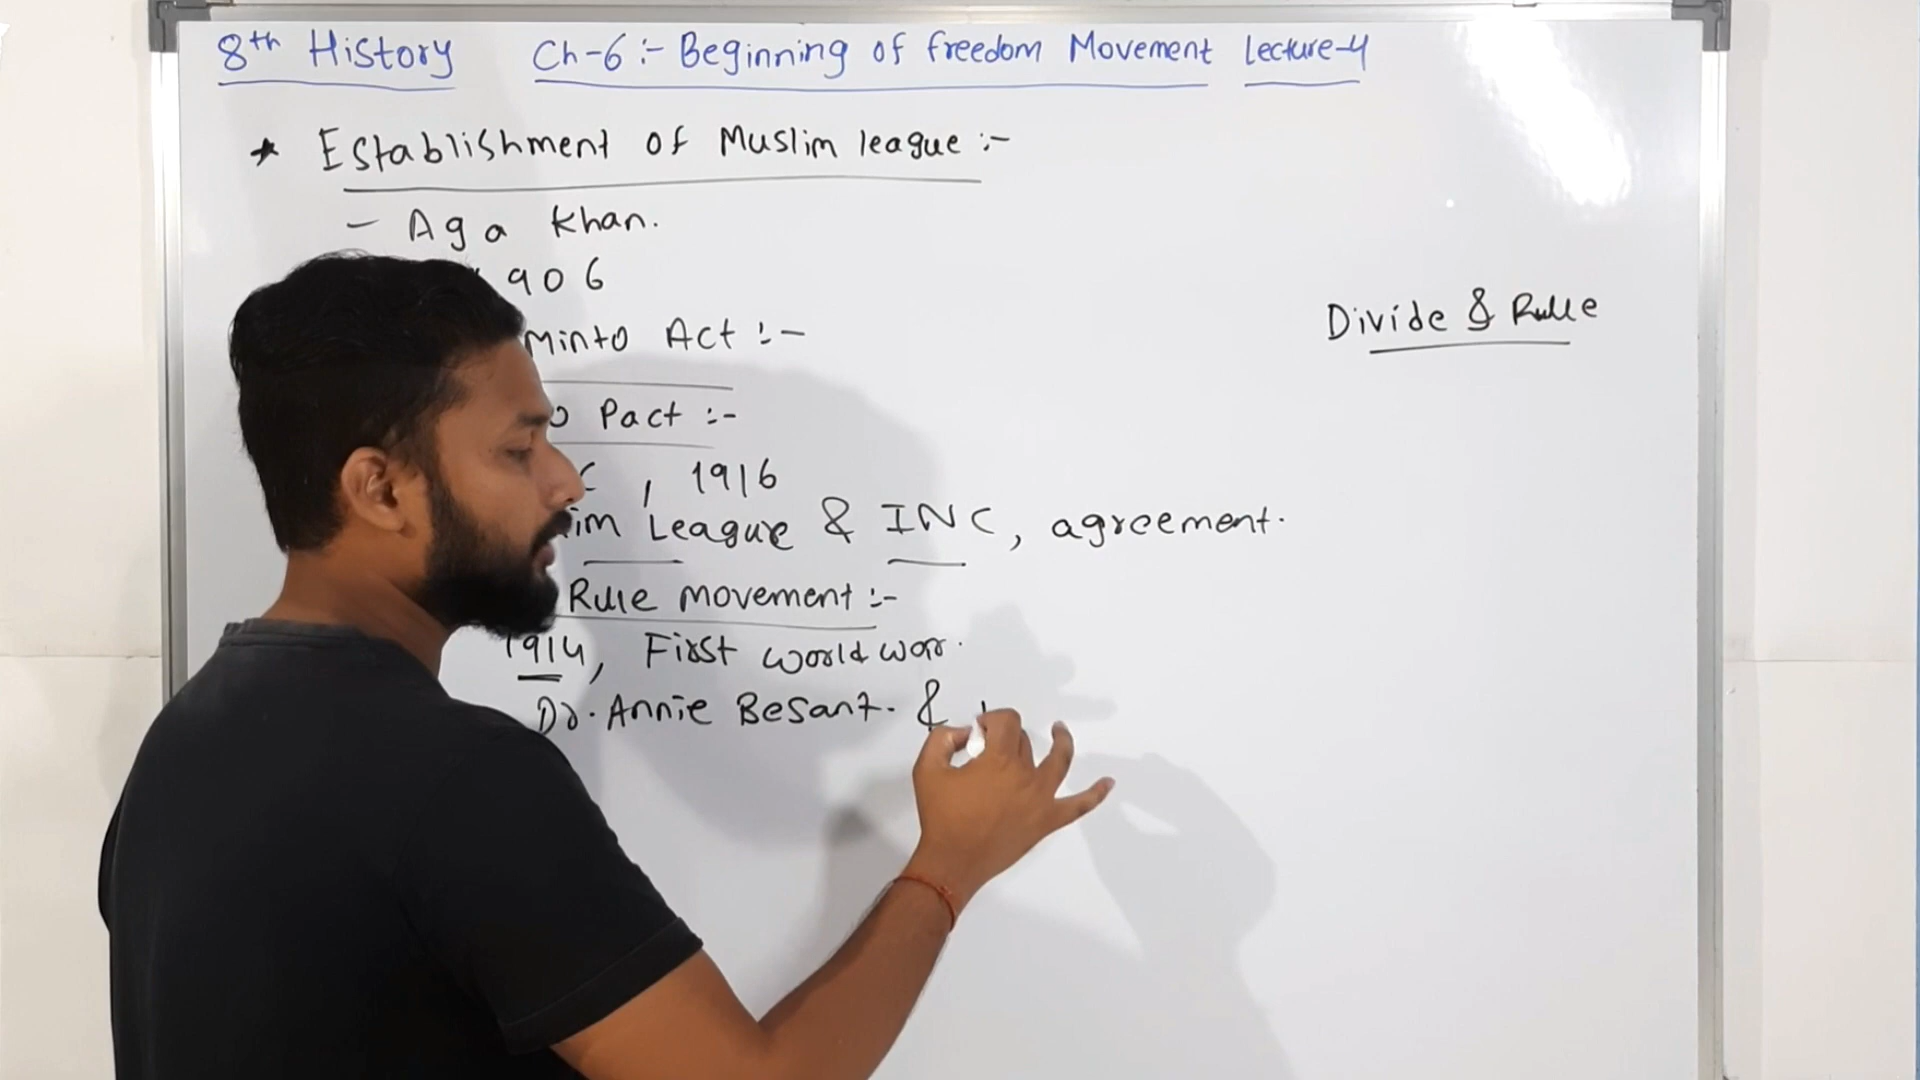 8th History Ch-6:- Beginning of freedom Movement Lecture-4
* Establishment of Muslim league :-
- Aga Khan.
906
Divide & Rule
Minto Act :-
Pact :-
, 1916
League & INC, agreement.
Rule movement :-
1914, First world war.
Dr. Annie Besant. &